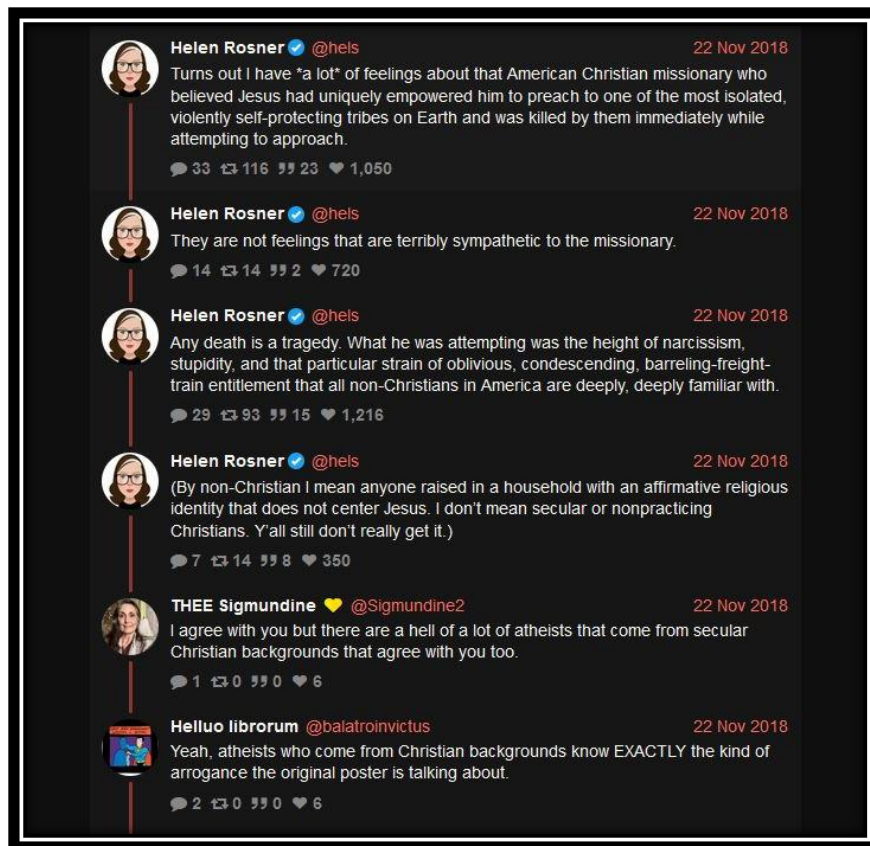 Helen Rosner @hels 22 Nov 2018
Turns out I have *a lot* of feelings about that American Christian missionary who
believed Jesus had uniquely empowered him to preach to one of the most isolated,
violently self-protecting tribes on Earth and was killed by them immediately while
attempting to approach.
33 116 23 1,050
Helen Rosner @hels 22 Nov 2018
They are not feelings that are terribly sympathetic to the missionary.
14 14 2 720
Helen Rosner @hels 22 Nov 2018
Any death is a tragedy. What he was attempting was the height of narcissism,
stupidity, and that particular strain of oblivious, condescending, barreling-freight-
train entitlement that all non-Christians in America are deeply, deeply familiar with.
29 93 15 1,216
Helen Rosner @hels 22 Nov 2018
(By non-Christian I mean anyone raised in a household with an affirmative religious
identity that does not center Jesus. I don’t mean secular or nonpracticing
Christians. Y’all still don’t really get it.)
7 14 8 350
THEE Sigmundine 💛 @Sigmundine2 22 Nov 2018
I agree with you but there are a hell of a lot of atheists that come from secular
Christian backgrounds that agree with you too.
1 0 0 6
Helluo librorum @balatroinvictus 22 Nov 2018
Yeah, atheists who come from Christian backgrounds know EXACTLY the kind of
arrogance the original poster is talking about.
2 0 0 6